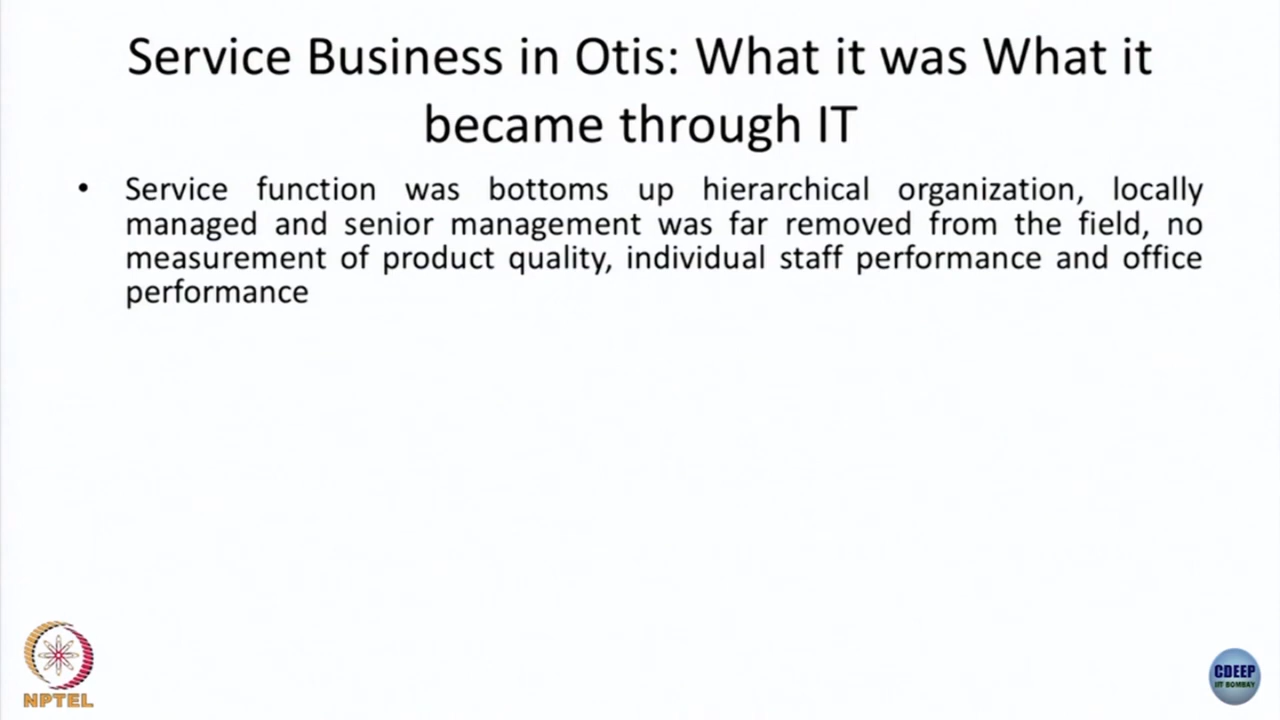 Service Business in Otis: What it was What it
became through IT
• Service function was bottoms up hierarchical organization, locally
managed and senior management was far removed from the field, no
measurement of product quality, individual staff performance and office
performance
NPTEL
CDEEP
IIT BOMBAY